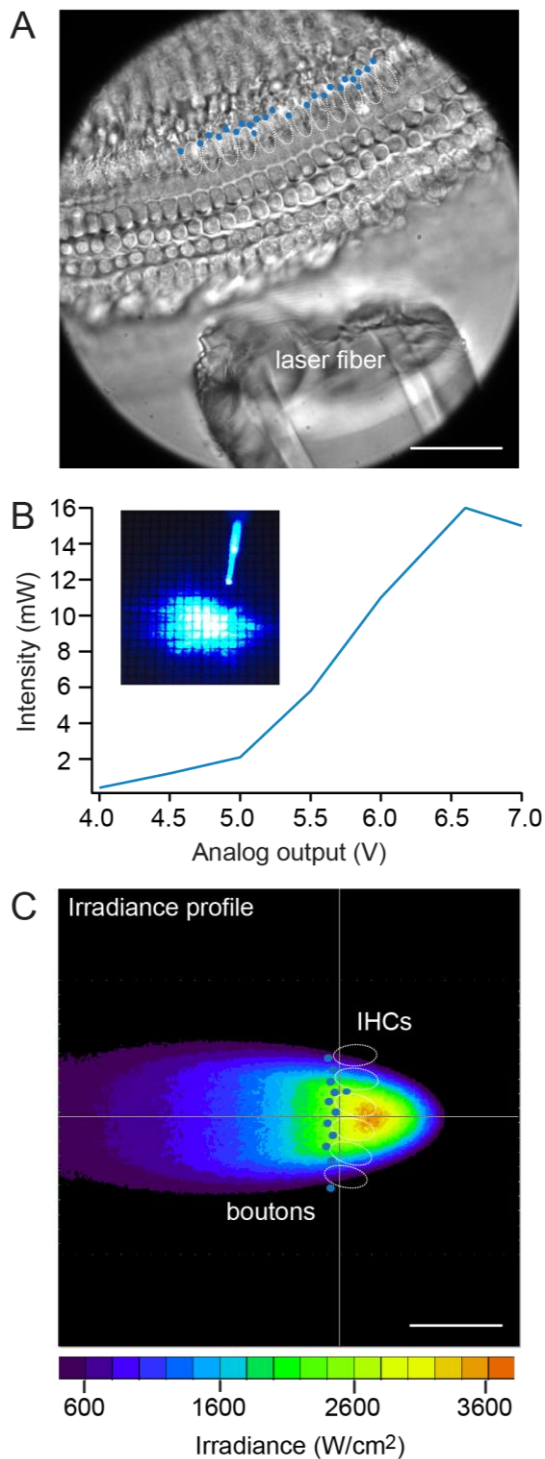 A
laser fiber
B
16
14
12
10
8
6
4
2
Intensity (mW)
4.0 4.5 5.0 5.5 6.0 6.5 7.0
Analog output (V)
C
Irradiance profile
IHCs
boutons
600 1600 2600 3600
Irradiance (W/cm²)